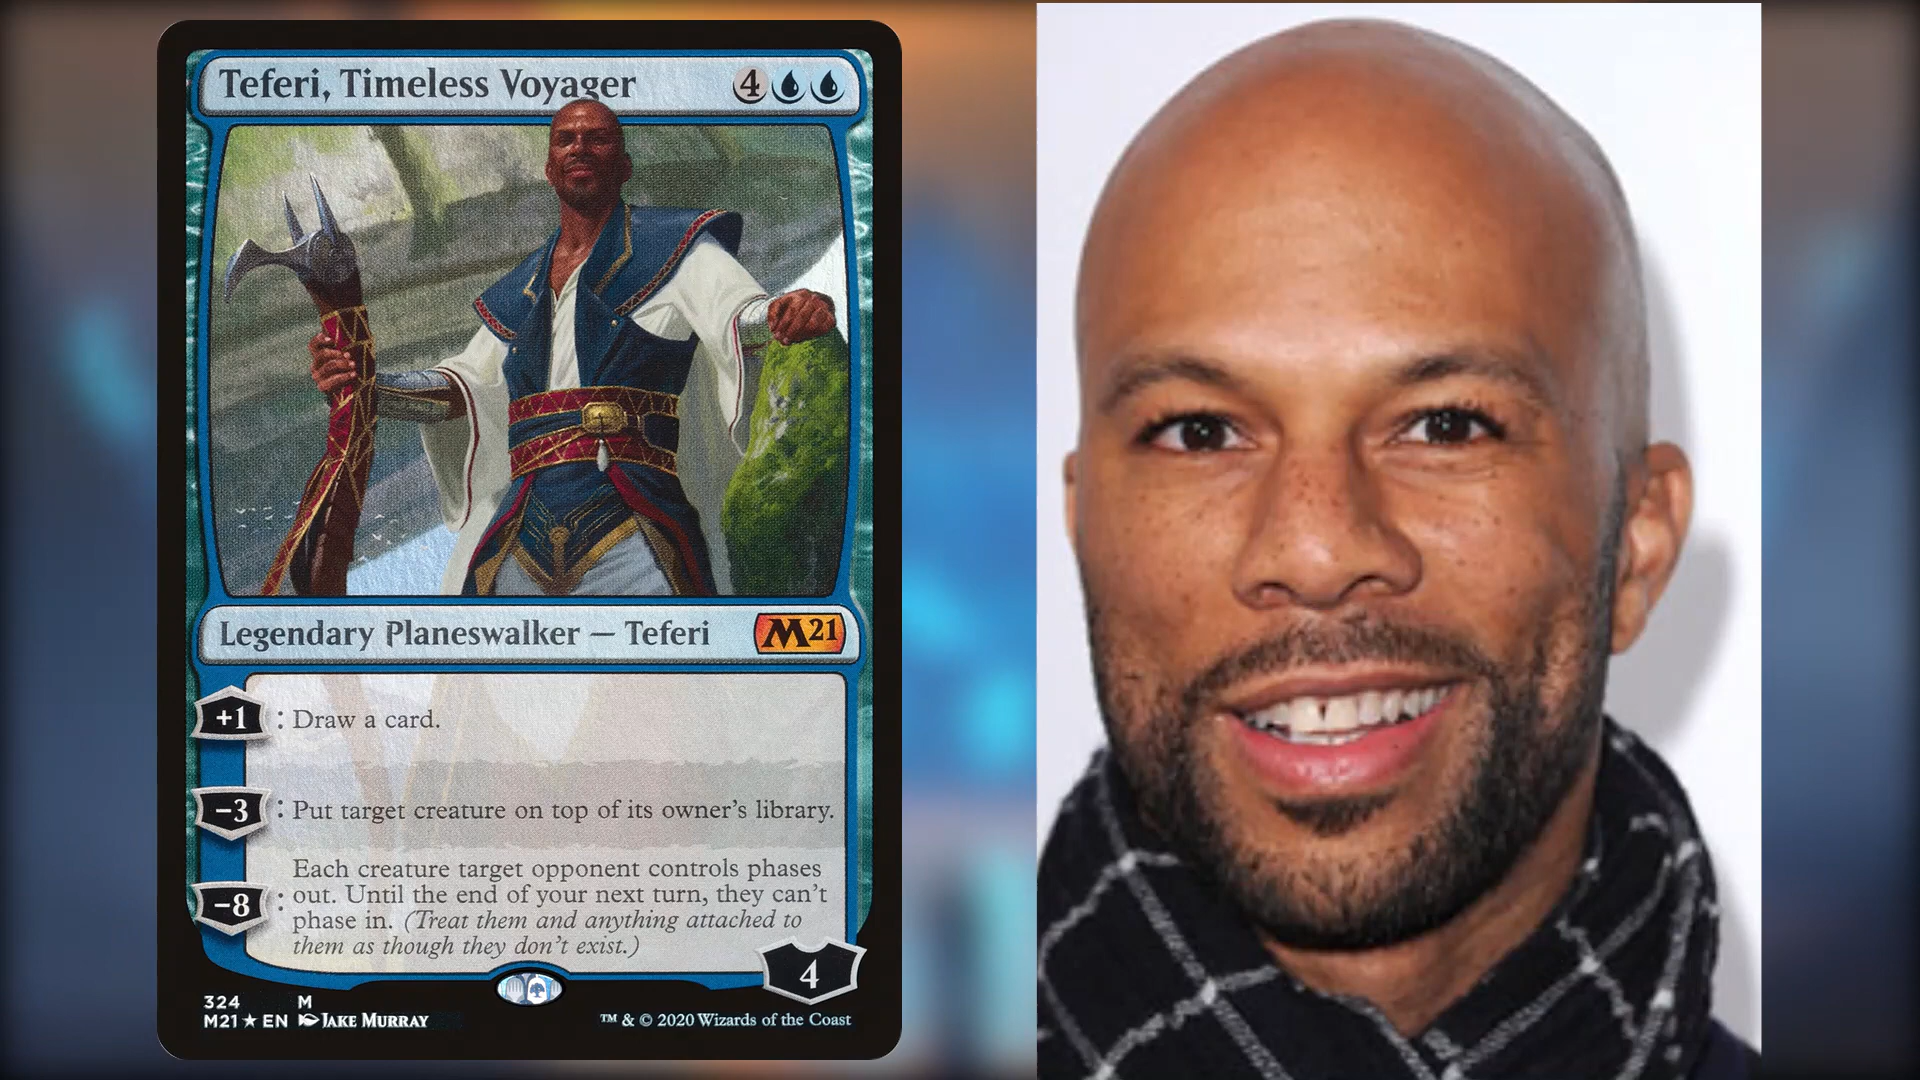 Teferi, Timeless Voyager 4
Legendary Planeswalker — Teferi M21
+1 : Draw a card.
−3 : Put target creature on top of its owner's library.
Each creature target opponent controls phases
−8 : out. Until the end of your next turn, they can't
phase in. (Treat them and anything attached to
them as though they don't exist.)
4
324 M
M21 ★ EN JAKE MURRAY ™ & © 2020 Wizards of the Coast